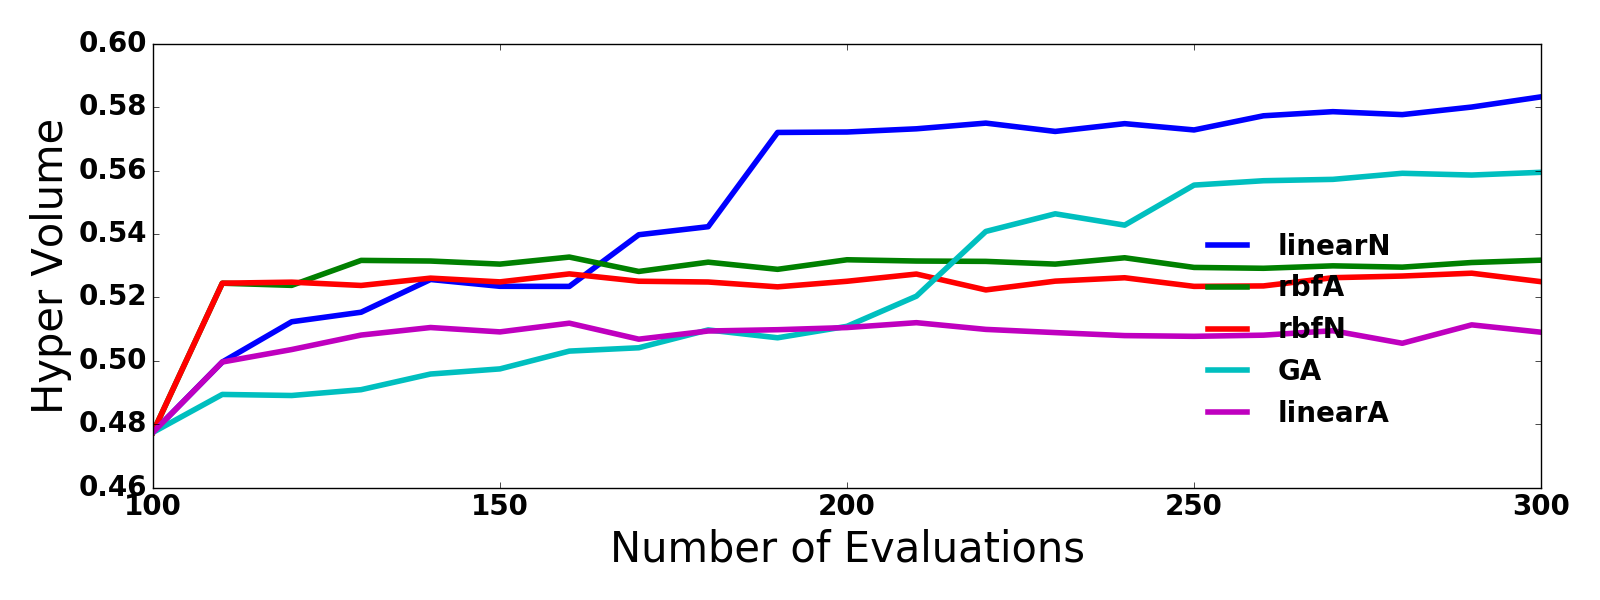 0.60
0.58
0.56
0.54
0.52
0.50
0.48
0.46
Hyper Volume
linearN
rbfA
rbfN
GA
linearA
100 150 200 250 300
Number of Evaluations